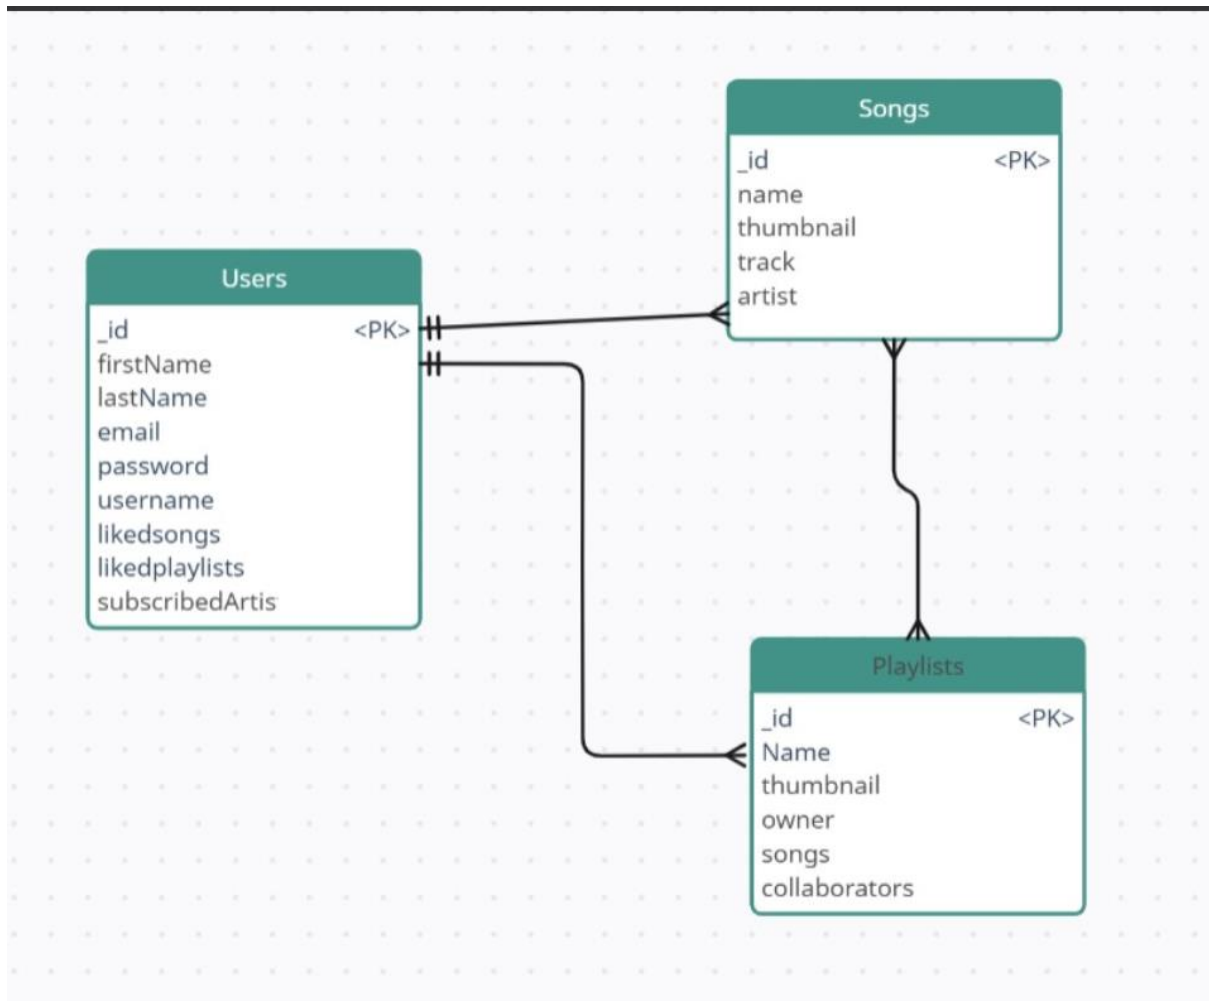 Songs
_id <PK>
name
thumbnail
track
artist
Users
_id <PK>
firstName
lastName
email
password
username
likedsongs
likedplaylists
subscribedArtis
Playlists
_id <PK>
Name
thumbnail
owner
songs
collaborators